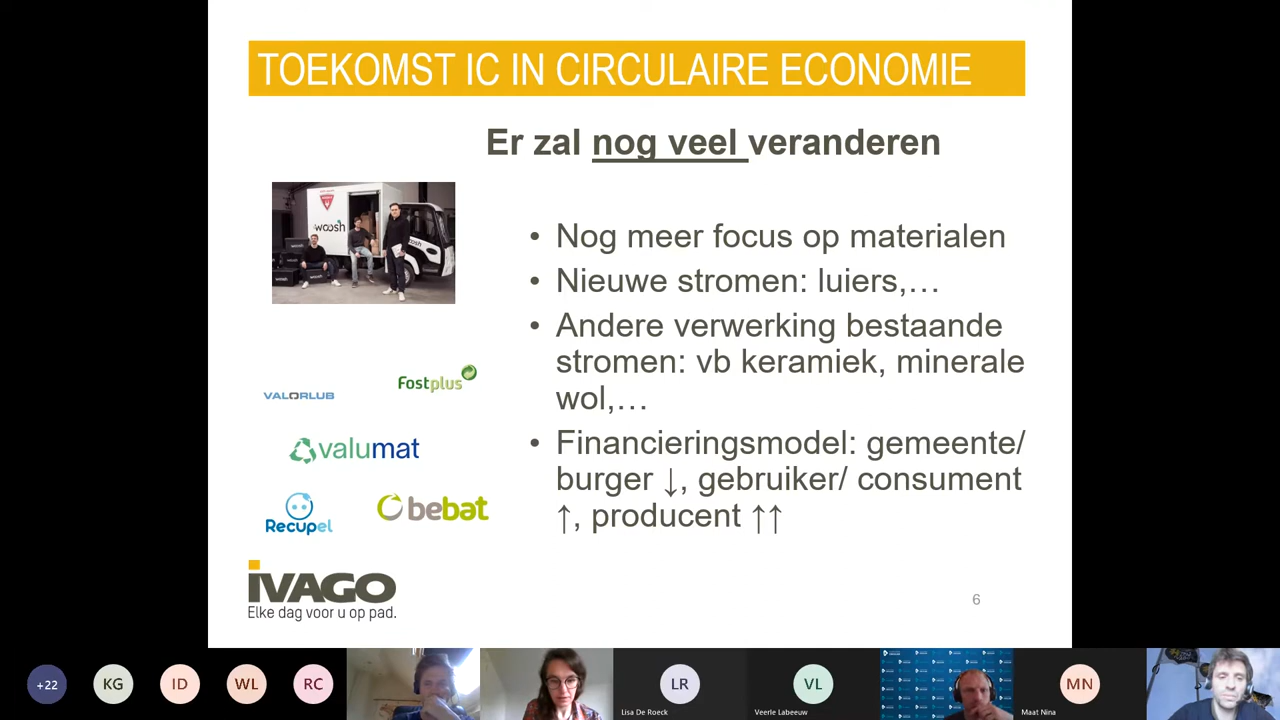 TOEKOMST IC IN CIRCULAIRE ECONOMIE
Er zal nog veel veranderen
woosh
• Nog meer focus op materialen
• Nieuwe stromen: luiers,…
• Andere verwerking bestaande
stromen: vb keramiek, minerale
wol,…
• Financieringsmodel: gemeente/
burger ↓, gebruiker/ consument
↑, producent ↑↑
VALORLUB
Fostplus
valumat
Recupel
bebat
IVAGO
Elke dag voor u op pad.
6
+22
KG
ID
WL
RC
LR
Lisa De Roeck
VL
Veerle Labeeuw
MN
Maat Nina